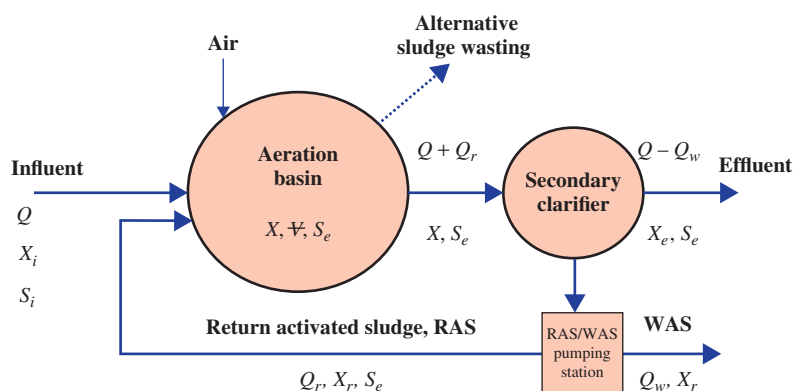 Alternative
sludge wasting
Air
Influent
Q
X_i
S_i
Aeration
basin
X, V̶, S_e
Q + Q_r
X, S_e
Secondary
clarifier
Q – Q_w
Effluent
X_e, S_e
Return activated sludge, RAS
Q_r, X_r, S_e
RAS/WAS
pumping
station
WAS
Q_w, X_r